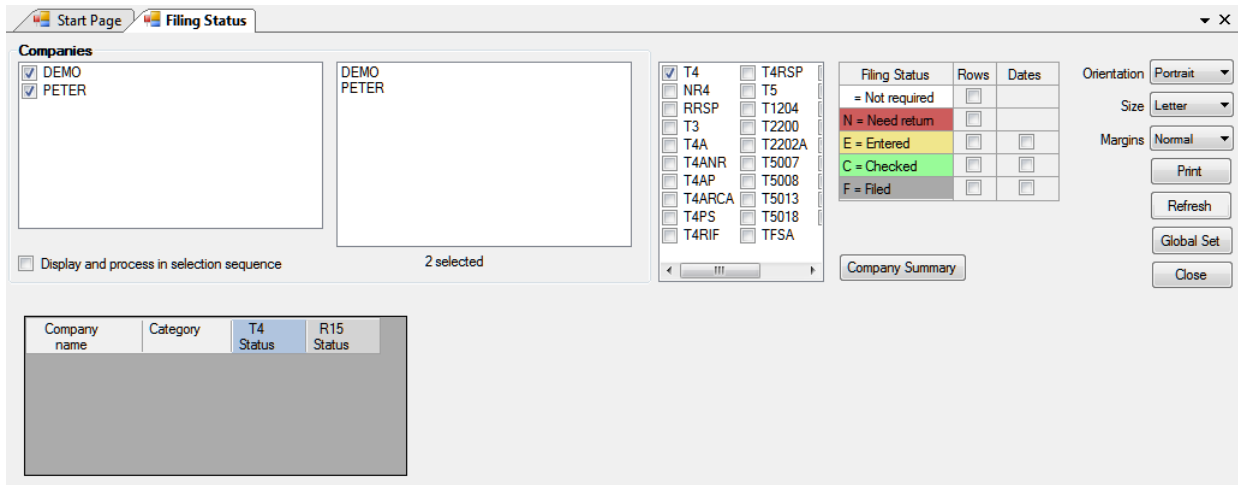 Start Page
Filing Status
Companies
DEMO
PETER
DEMO
PETER
Display and process in selection sequence
2 selected
T4
T4RSP
NR4
T5
RRSP
T1204
T3
T2200
T4A
T2202A
T4ANR
T5007
T4AP
T5008
T4ARCA
T5013
T4PS
T5018
T4RIF
TFSA
Filing Status Rows Dates
= Not required
N = Need return
E = Entered
C = Checked
F = Filed
Company Summary
Orientation Portrait
Size Letter
Margins Normal
Print
Refresh
Global Set
Close
Company name
Category
T4 Status
R15 Status